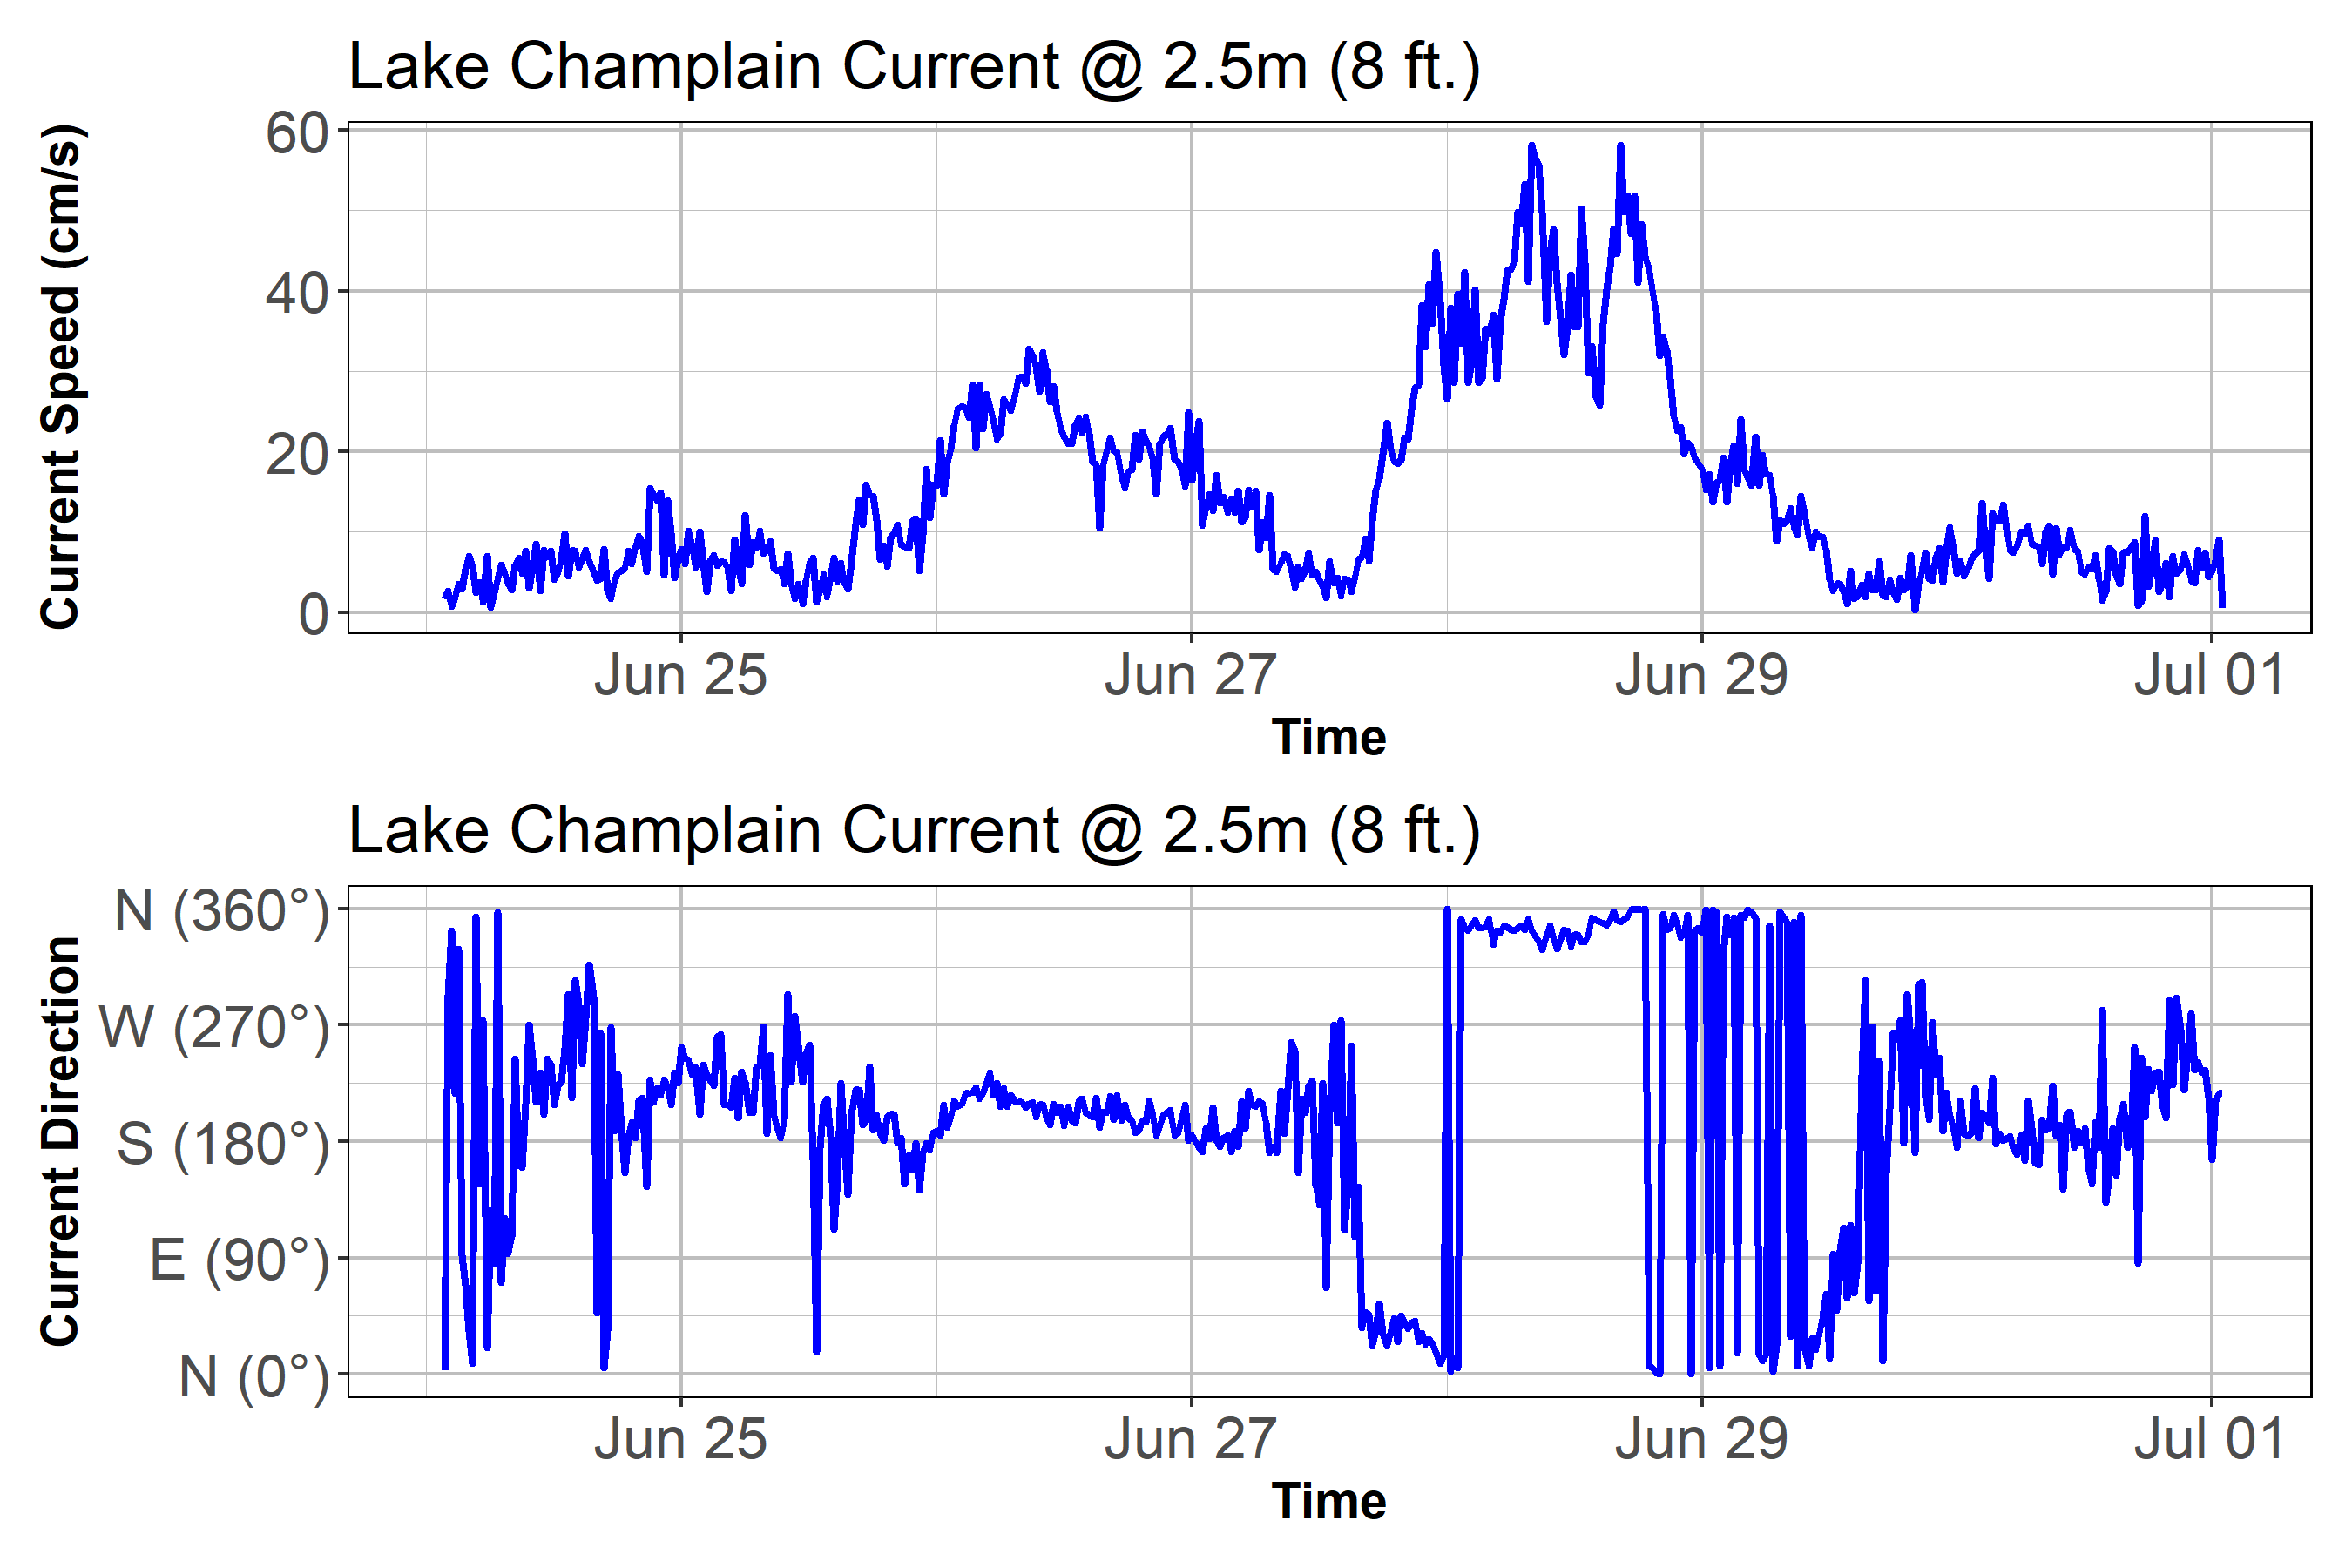 Lake Champlain Current @ 2.5m (8 ft.)
Current Speed (cm/s)
60
40
20
0
Jun 25 Jun 27 Jun 29 Jul 01
Time
Lake Champlain Current @ 2.5m (8 ft.)
Current Direction
N (360°)
W (270°)
S (180°)
E (90°)
N (0°)
Jun 25 Jun 27 Jun 29 Jul 01
Time